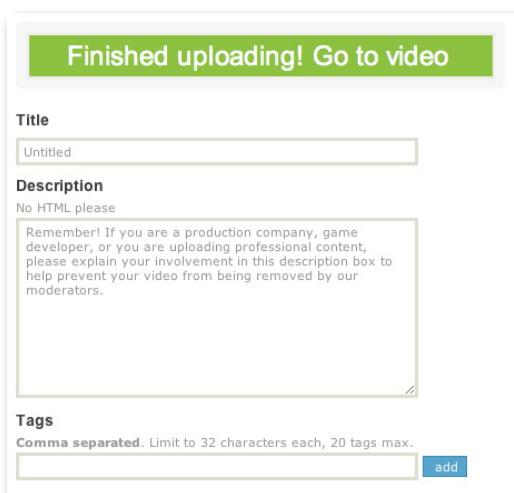 Finished uploading! Go to video
Title
Untitled
Description
No HTML please
Remember! If you are a production company, game
developer, or you are uploading professional content,
please explain your involvement in this description box to
help prevent your video from being removed by our
moderators.
Tags
Comma separated. Limit to 32 characters each, 20 tags max.
add